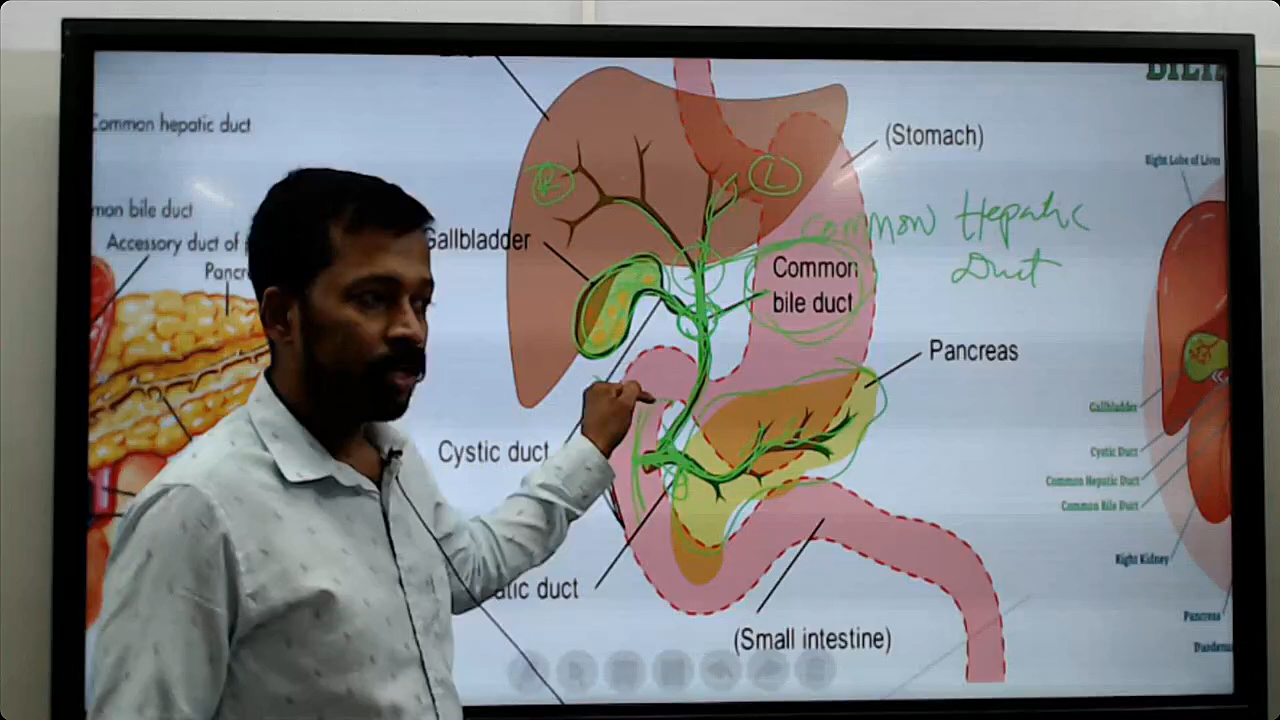 Common hepatic duct
mon bile duct
Accessory duct of
Pancre
Gallbladder
Cystic duct
atic duct
(Stomach)
Common
bile duct
Pancreas
(Small intestine)
R
L
Common Hepatic
Duct
BILIA
Right Lobe of Liver
Gallbladder
Cystic Duct
Common Hepatic Duct
Common Bile Duct
Right Kidney
Pancreas
Duodenu